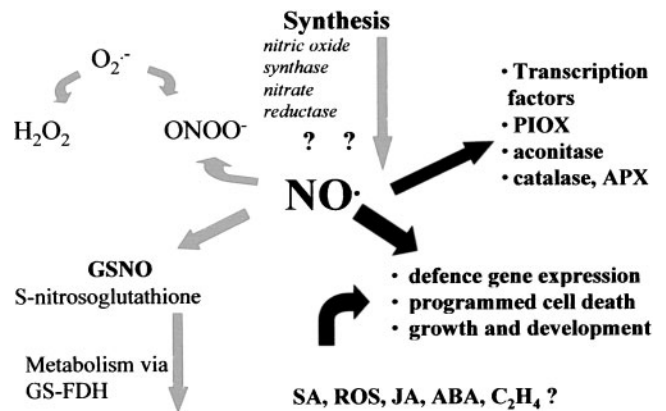 Synthesis
nitric oxide
synthase
nitrate
reductase
? ?
O₂·⁻
H₂O₂
ONOO⁻
NO·
• Transcription
factors
• PIOX
• aconitase
• catalase, APX
GSNO
S-nitrosoglutathione
• defence gene expression
• programmed cell death
• growth and development
Metabolism via
GS-FDH
SA, ROS, JA, ABA, C₂H₄ ?